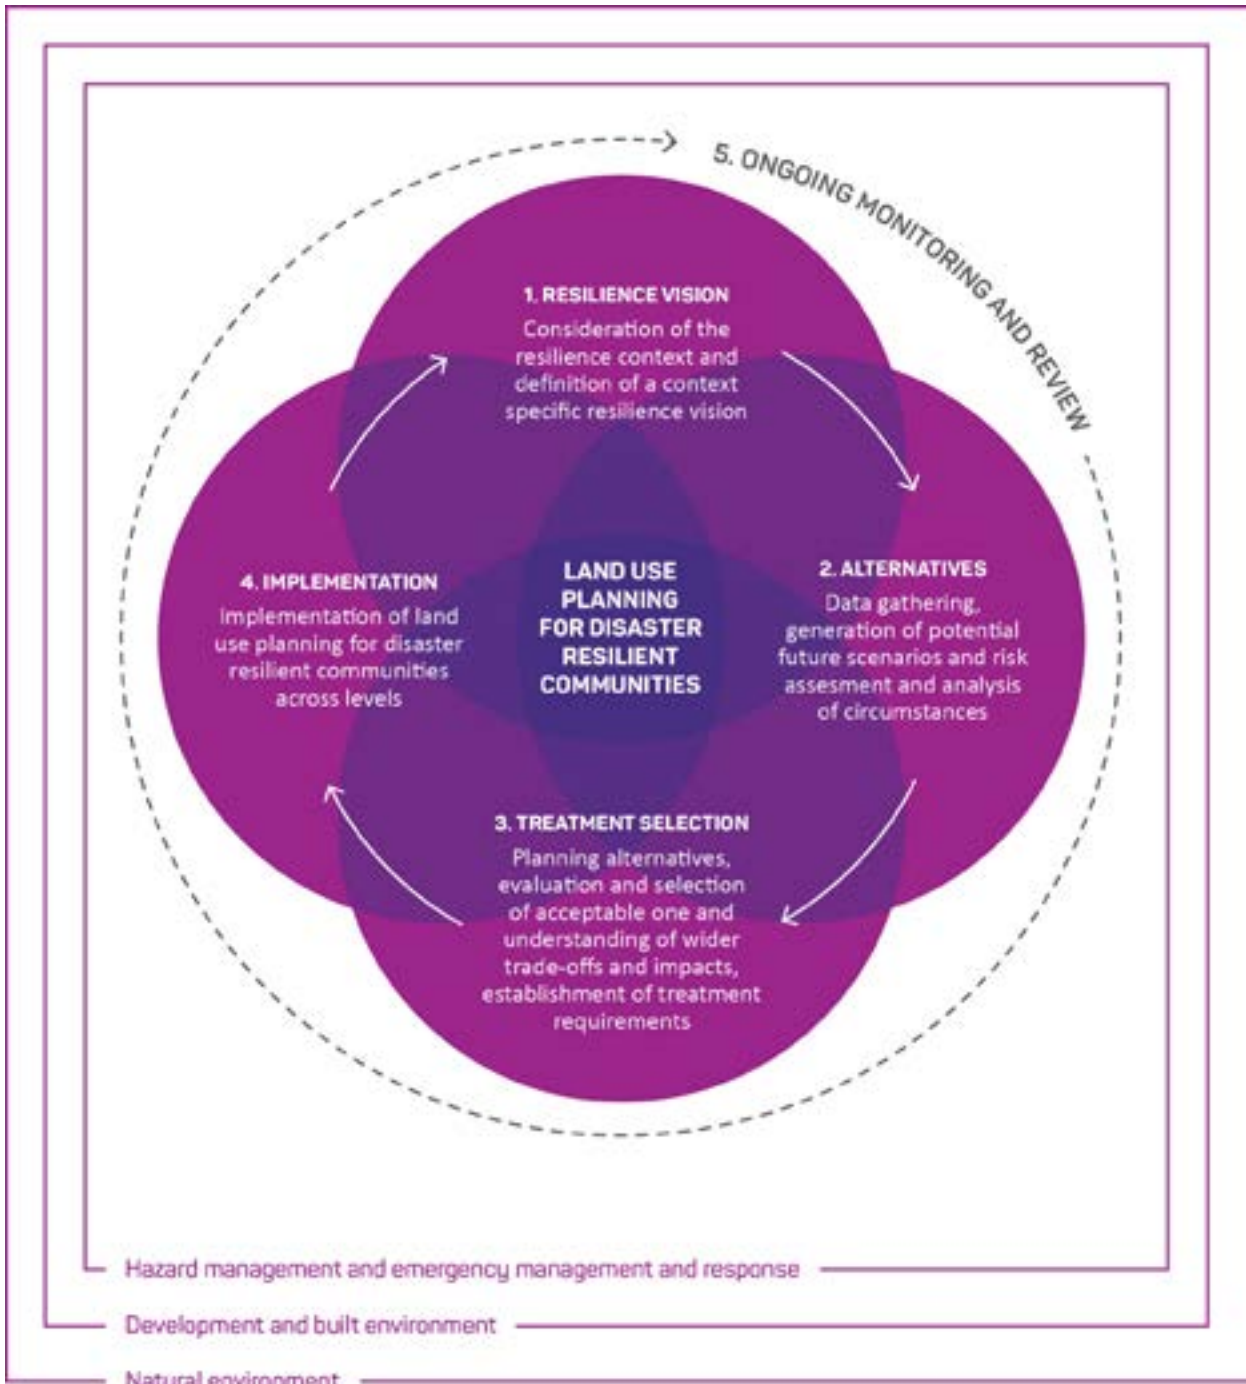 5. ONGOING MONITORING AND REVIEW
1. RESILIENCE VISION
Consideration of the
resilience context and
definition of a context
specific resilience vision
2. ALTERNATIVES
Data gathering,
generation of potential
future scenarios and risk
assesment and analysis
of circumstances
LAND USE
PLANNING
FOR DISASTER
RESILIENT
COMMUNITIES
4. IMPLEMENTATION
Implementation of land
use planning for disaster
resilient communities
across levels
3. TREATMENT SELECTION
Planning alternatives,
evaluation and selection
of acceptable one and
understanding of wider
trade-offs and impacts,
establishment of treatment
requirements
Hazard management and emergency management and response
Development and built environment
Natural environment